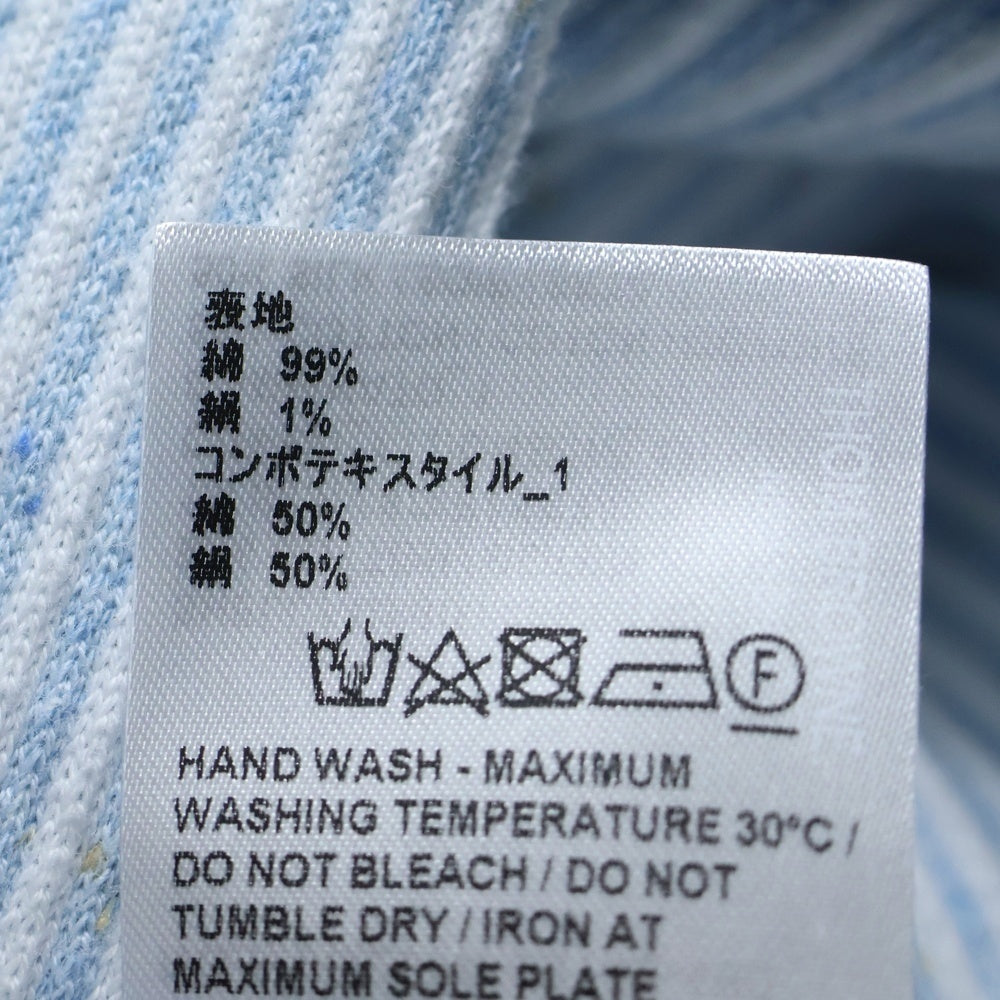 表地
綿 99%
絹 1%
コンポテキスタイル_1
綿 50%
絹 50%
F
HAND WASH - MAXIMUM
WASHING TEMPERATURE 30°C /
DO NOT BLEACH / DO NOT
TUMBLE DRY / IRON AT
MAXIMUM SOLE PLATE